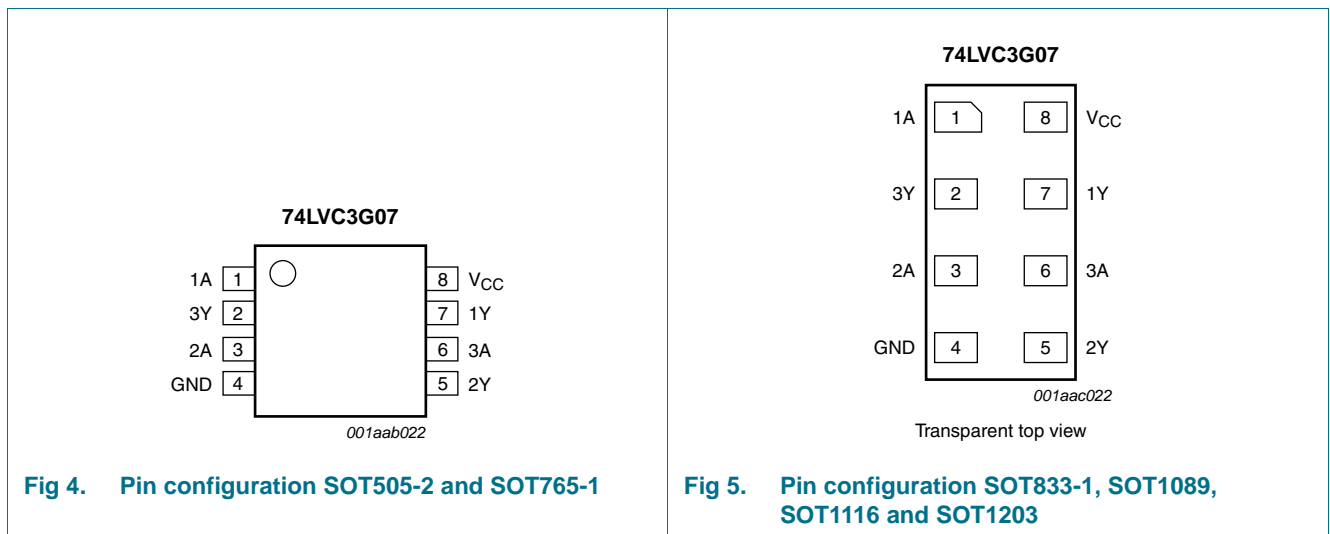 74LVC3G07
1A 1 8 VCC
3Y 2 7 1Y
2A 3 6 3A
GND 4 5 2Y
001aab022
Fig 4. Pin configuration SOT505-2 and SOT765-1
74LVC3G07
1A 1 8 VCC
3Y 2 7 1Y
2A 3 6 3A
GND 4 5 2Y
001aac022
Transparent top view
Fig 5. Pin configuration SOT833-1, SOT1089,
SOT1116 and SOT1203